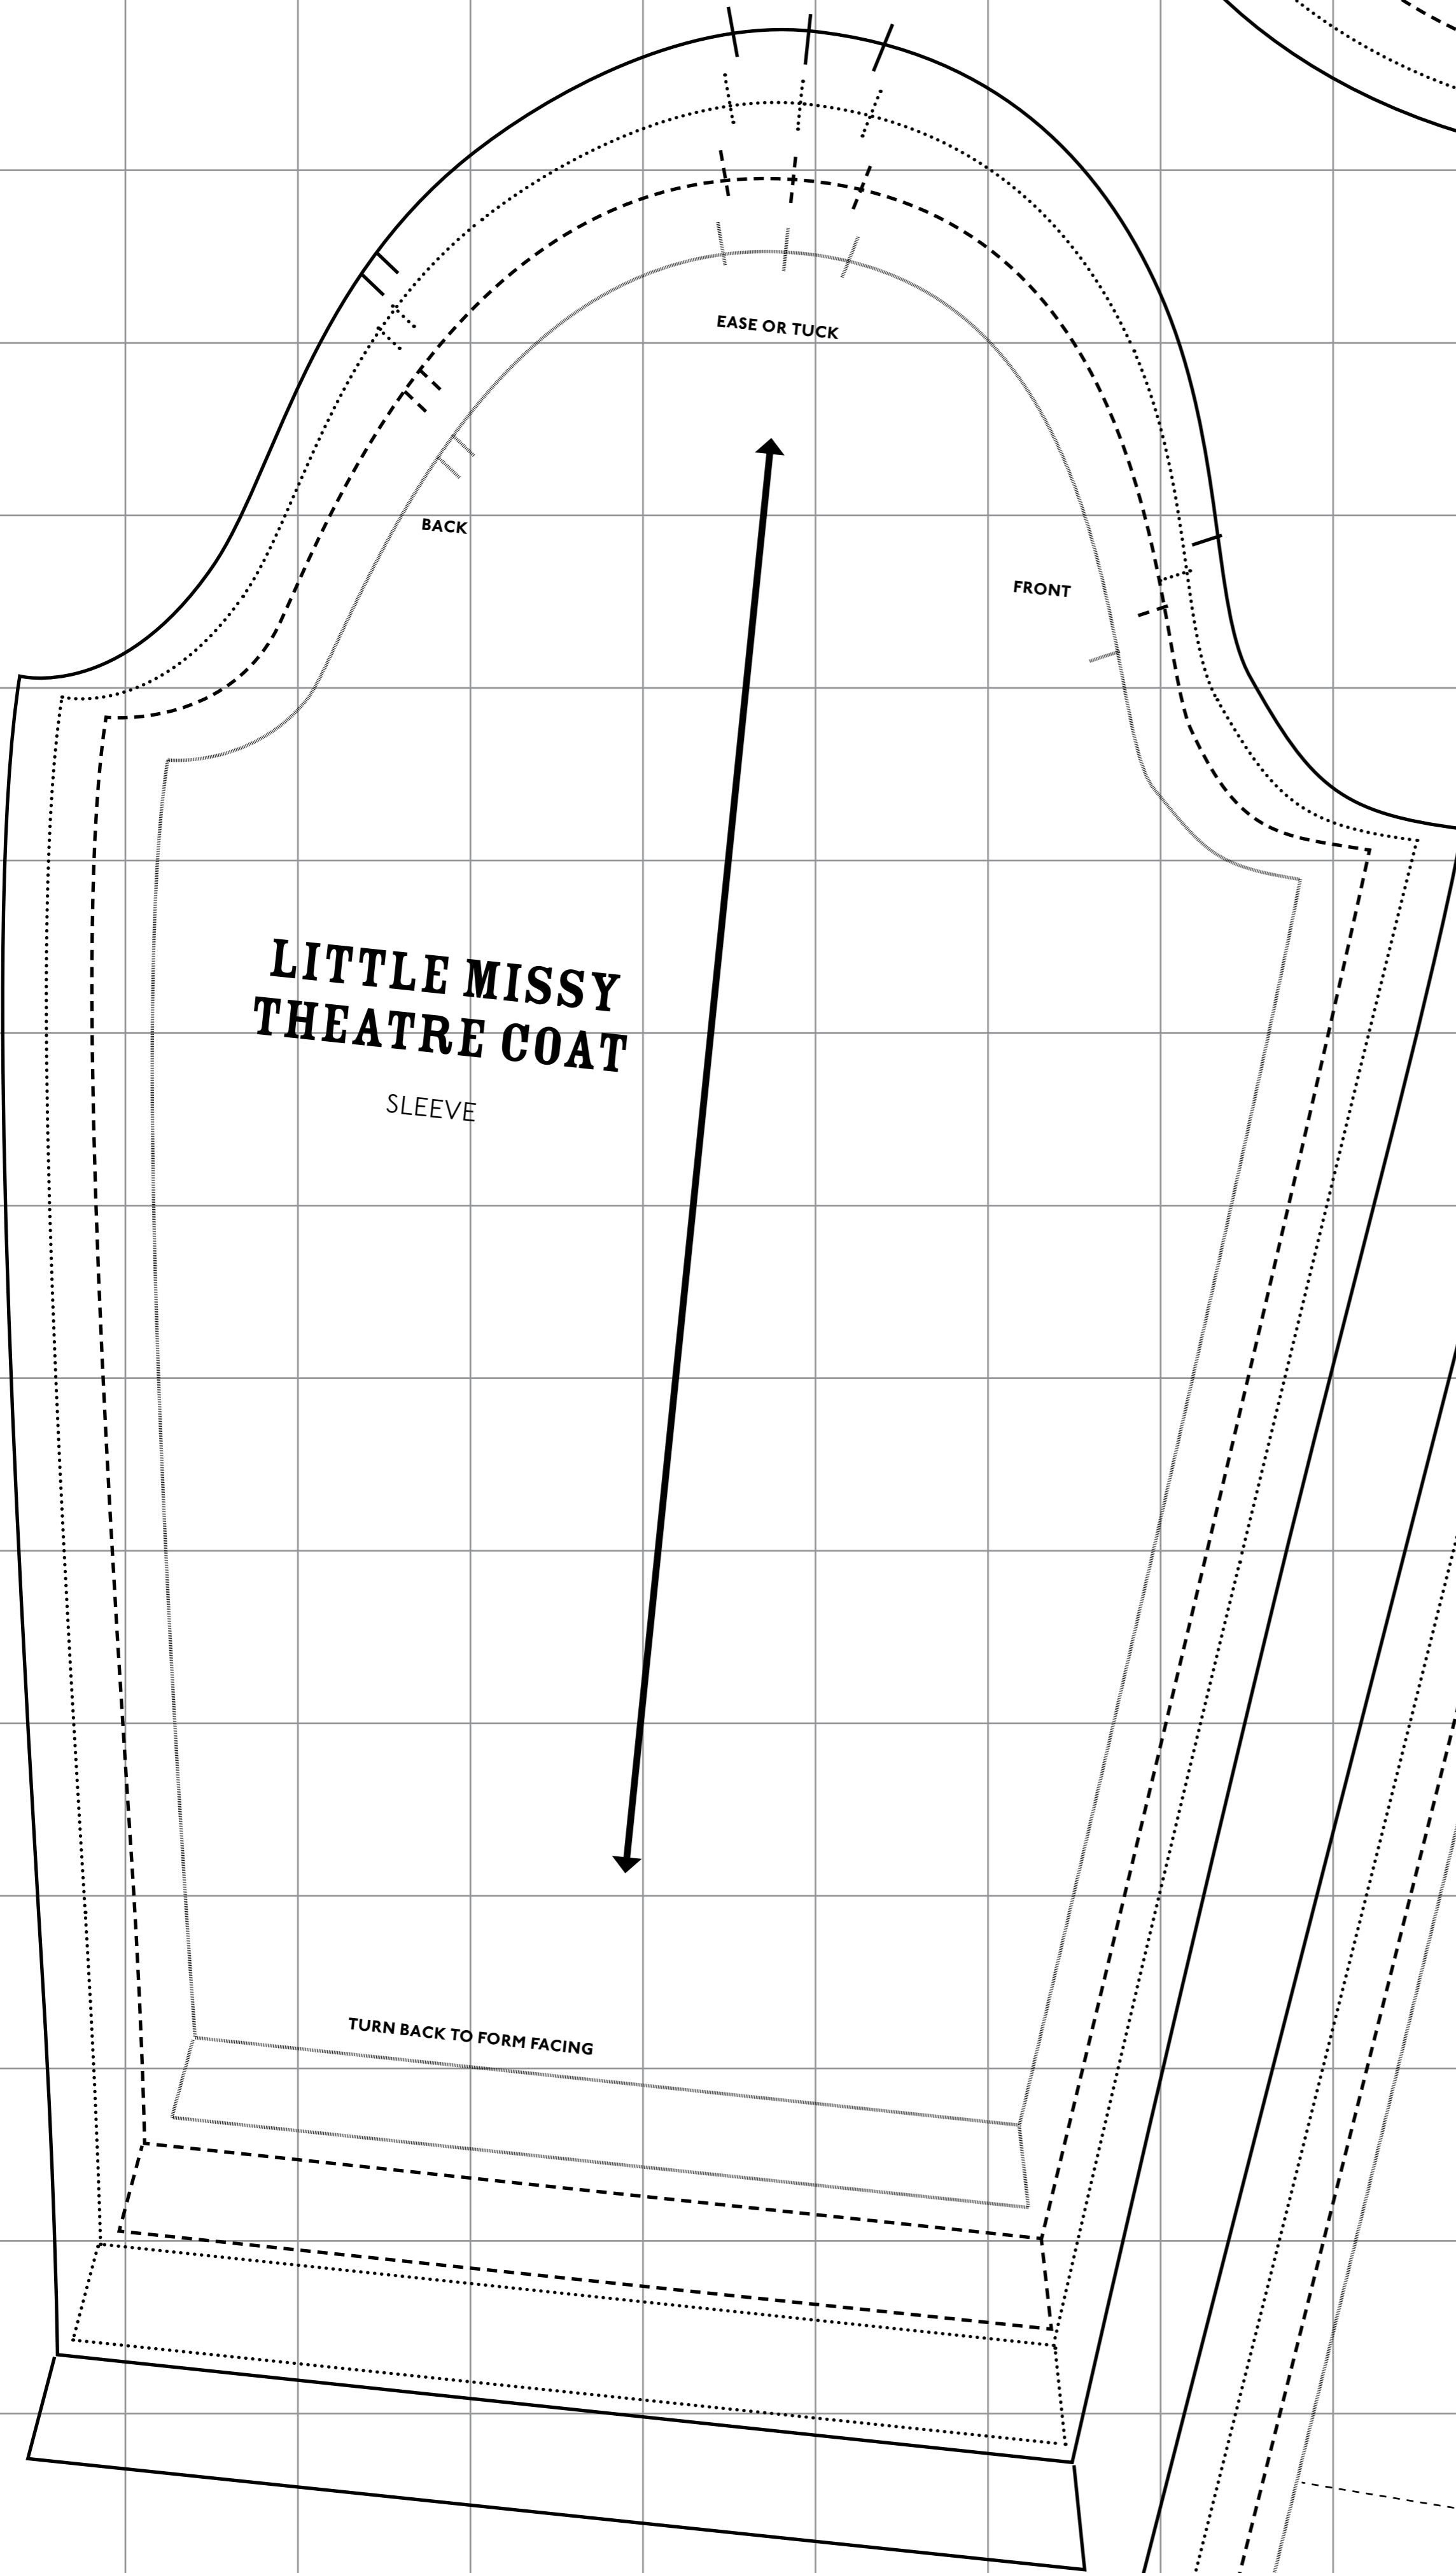 EASE OR TUCK
BACK
FRONT
LITTLE MISSY
THEATRE COAT
SLEEVE
TURN BACK TO FORM FACING